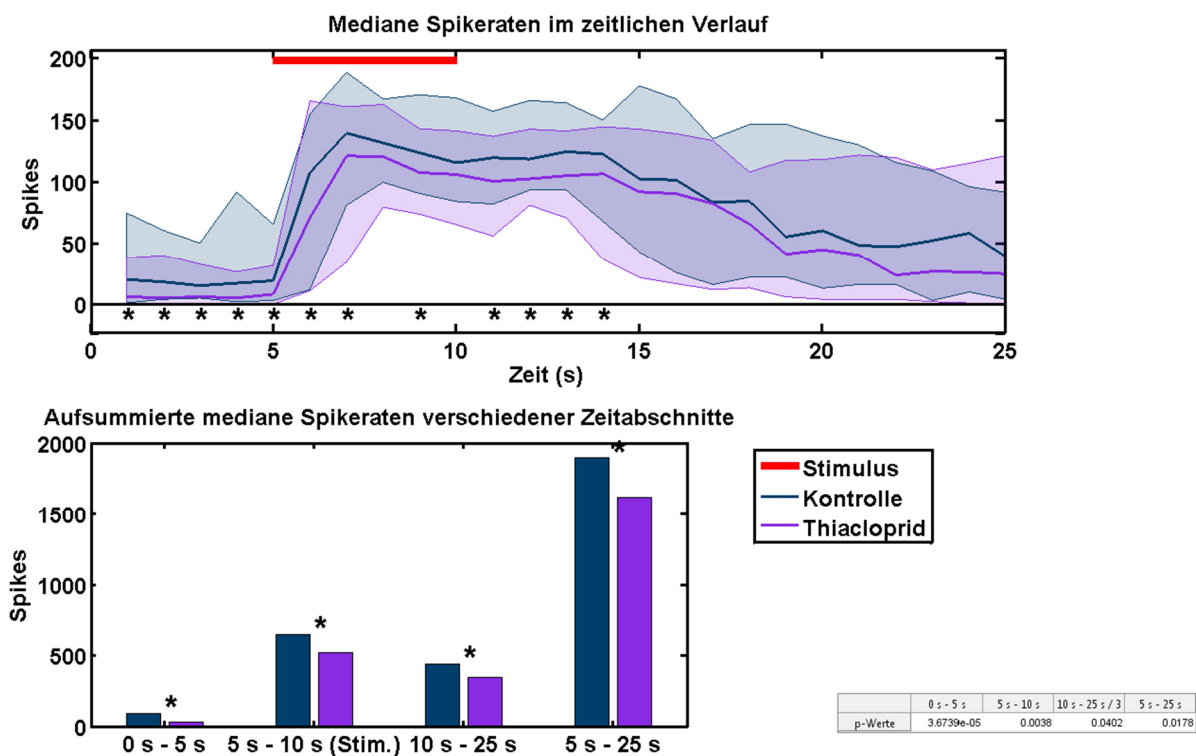 Mediane Spikeraten im zeitlichen Verlauf
200
150
100
50
0
Spikes
* * * * * * * * * * * *
0 5 10 15 20 25
Zeit (s)
Aufsummierte mediane Spikeraten verschiedener Zeitabschnitte
2000
1500
1000
500
0
Spikes
* * * *
0 s - 5 s 5 s - 10 s (Stim.) 10 s - 25 s 5 s - 25 s
Stimulus
Kontrolle
Thiacloprid
0 s - 5 s 5 s - 10 s 10 s - 25 s / 3 5 s - 25 s
p-Werte 3.6739e-05 0.0038 0.0402 0.0178